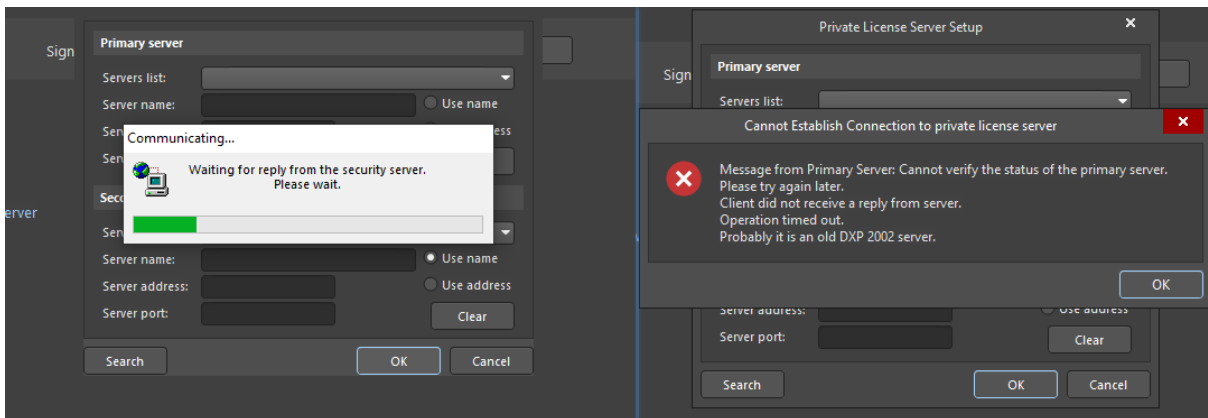 Sign
Primary server
Servers list:
Server name:
Use name
Ser
ess
Ser
Communicating...
Waiting for reply from the security server.
Please wait.
Seco
erver
Ser
Server name:
Use name
Server address:
Use address
Server port:
Clear
Search
OK
Cancel
Private License Server Setup
Sign
Primary server
Servers list:
Cannot Establish Connection to private license server
Message from Primary Server: Cannot verify the status of the primary server.
Please try again later.
Client did not receive a reply from server.
Operation timed out.
Probably it is an old DXP 2002 server.
OK
Server address:
Use address
Server port:
Clear
Search
OK
Cancel